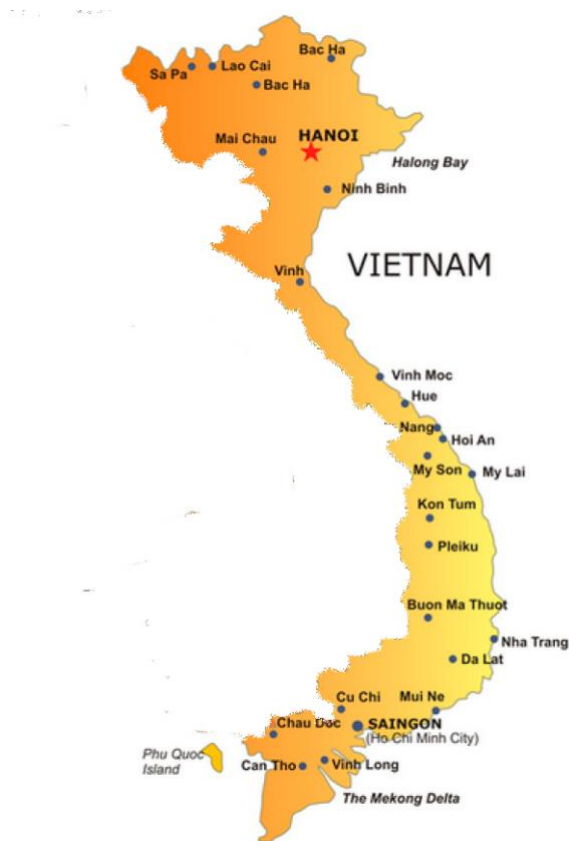 Bac Ha
Sa Pa
Lao Cai
Bac Ha
HANOI
Mai Chau
Halong Bay
Ninh Binh
VIETNAM
Vinh
Vinh Moc
Hue
Nang
Hoi An
My Son
My Lai
Kon Tum
Pleiku
Buon Ma Thuot
Nha Trang
Da Lat
Cu Chi
Mui Ne
Chau Doc
SAINGON
(Ho Chi Minh City)
Phu Quoc
Island
Can Tho
Vinh Long
The Mekong Delta